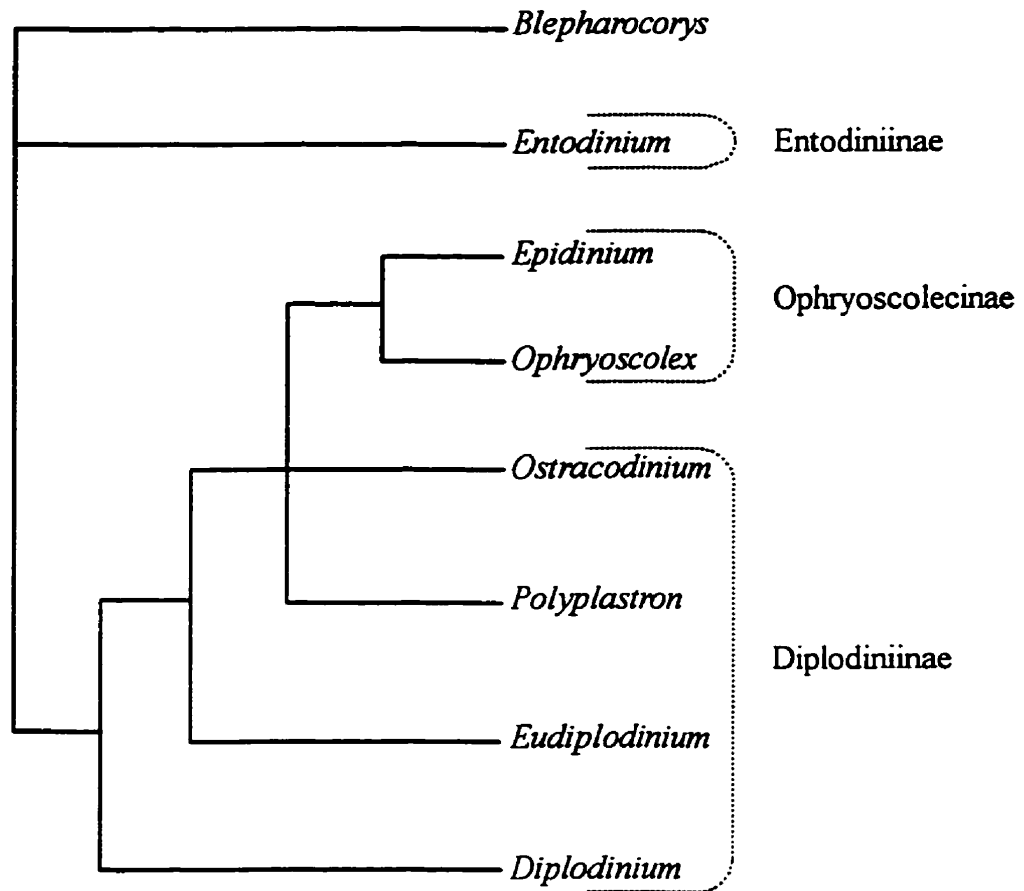 Blepharocorys
Entodinium
Entodiniinae
Epidinium
Ophryoscolecinae
Ophryoscolex
Ostracodinium
Polyplastron
Diplodiniinae
Eudiplodinium
Diplodinium